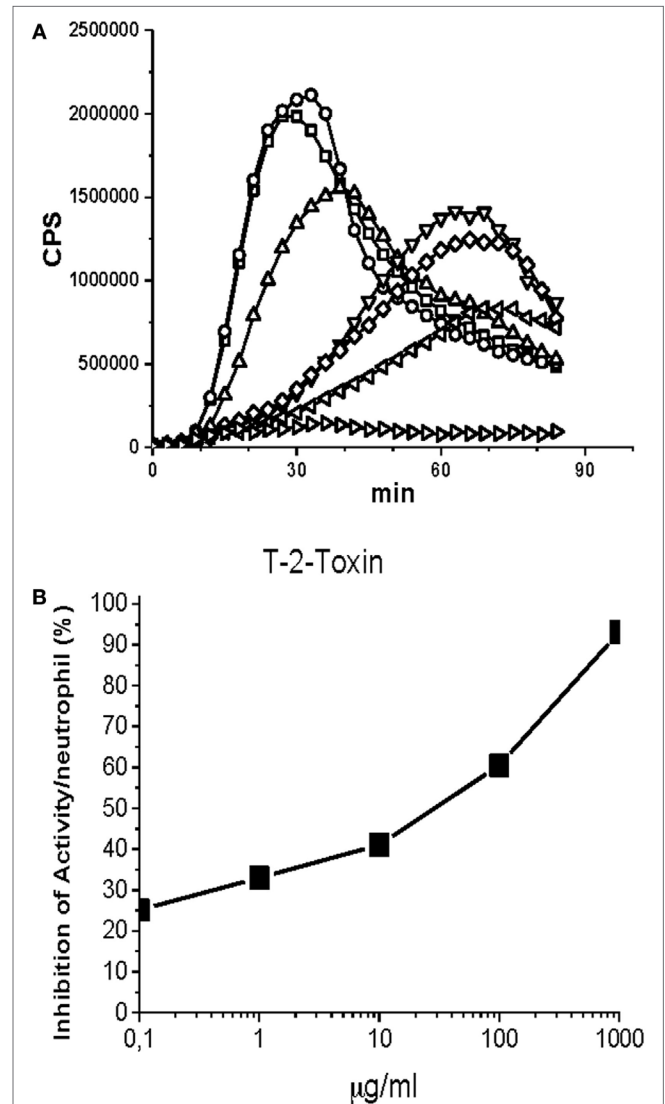 A
2500000
2000000
1500000
1000000
500000
0
CPS
0 30 60 90
min
T-2-Toxin
B
100
90
80
70
60
50
40
30
20
10
0
Inhibition of Activity/neutrophil (%)
0,1 1 10 100 1000
μg/ml